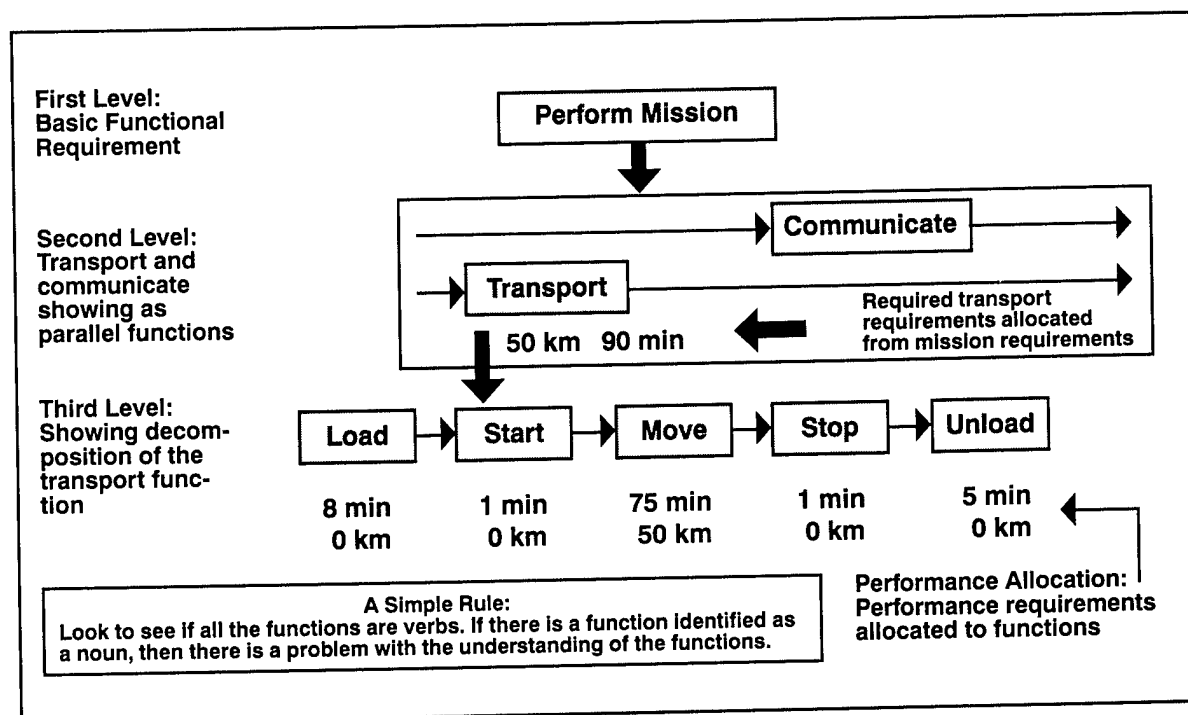 First Level:
Basic Functional
Requirement
Perform Mission
Second Level:
Transport and
communicate
showing as
parallel functions
Communicate
Transport
50 km 90 min
Required transport
requirements allocated
from mission requirements
Third Level:
Showing decom-
position of the
transport func-
tion
Load
Start
Move
Stop
Unload
8 min
0 km
1 min
0 km
75 min
50 km
1 min
0 km
5 min
0 km
Performance Allocation:
Performance requirements
allocated to functions
A Simple Rule:
Look to see if all the functions are verbs. If there is a function identified as
a noun, then there is a problem with the understanding of the functions.